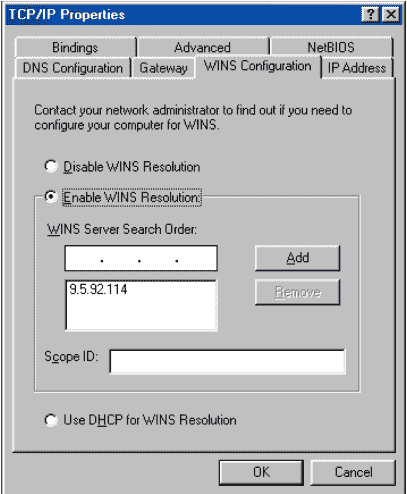 TCP/IP Properties
Bindings
Advanced
NetBIOS
DNS Configuration
Gateway
WINS Configuration
IP Address
Contact your network administrator to find out if you need to
configure your computer for WINS.
Disable WINS Resolution
Enable WINS Resolution:
WINS Server Search Order:
. . .
Add
9.5.92.114
Remove
Scope ID:
Use DHCP for WINS Resolution
OK
Cancel